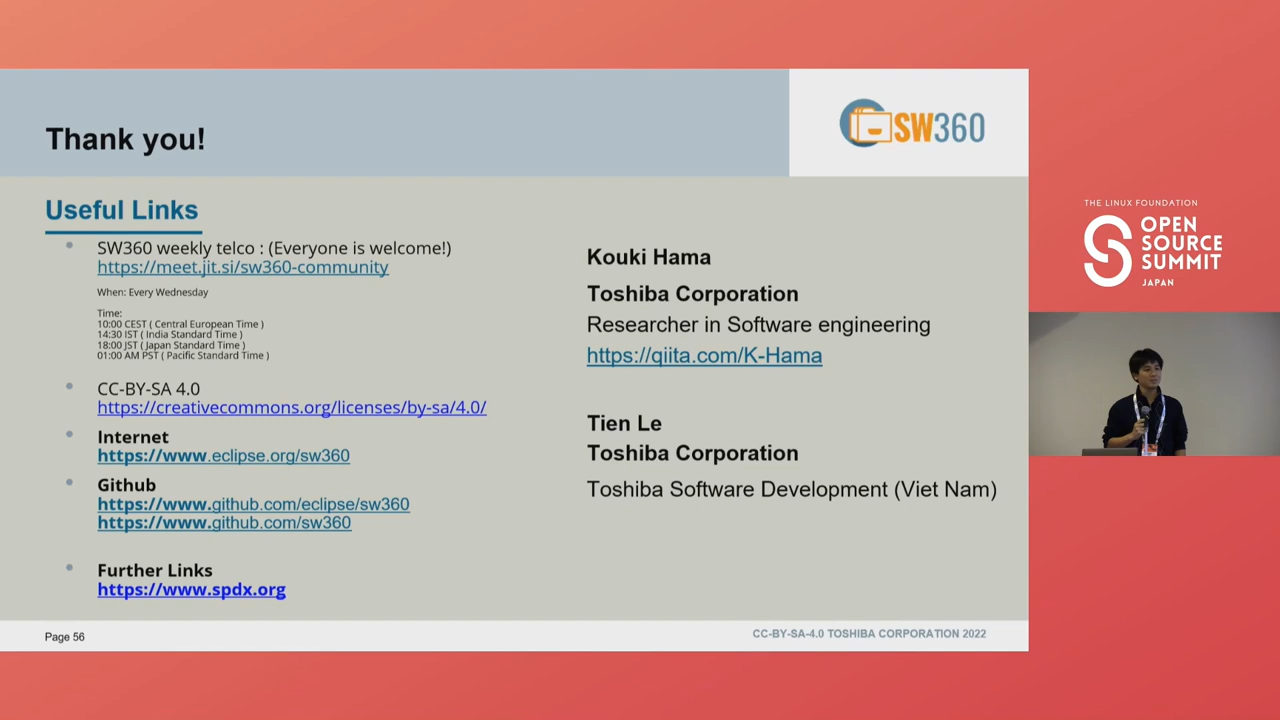 Thank you!
SW360
Useful Links
SW360 weekly telco : (Everyone is welcome!)
https://meet.jit.si/sw360-community
When: Every Wednesday
Time:
10:00 CEST ( Central European Time )
14:30 IST ( India Standard Time )
18:00 JST ( Japan Standard Time )
01:00 AM PST ( Pacific Standard Time )
CC-BY-SA 4.0
https://creativecommons.org/licenses/by-sa/4.0/
Internet
https://www.eclipse.org/sw360
Github
https://www.github.com/eclipse/sw360
https://www.github.com/sw360
Further Links
https://www.spdx.org
Kouki Hama
Toshiba Corporation
Researcher in Software engineering
https://qiita.com/K-Hama
Tien Le
Toshiba Corporation
Toshiba Software Development (Viet Nam)
Page 56
CC-BY-SA-4.0 TOSHIBA CORPORATION 2022
THE LINUX FOUNDATION
OPEN
SOURCE
SUMMIT
JAPAN